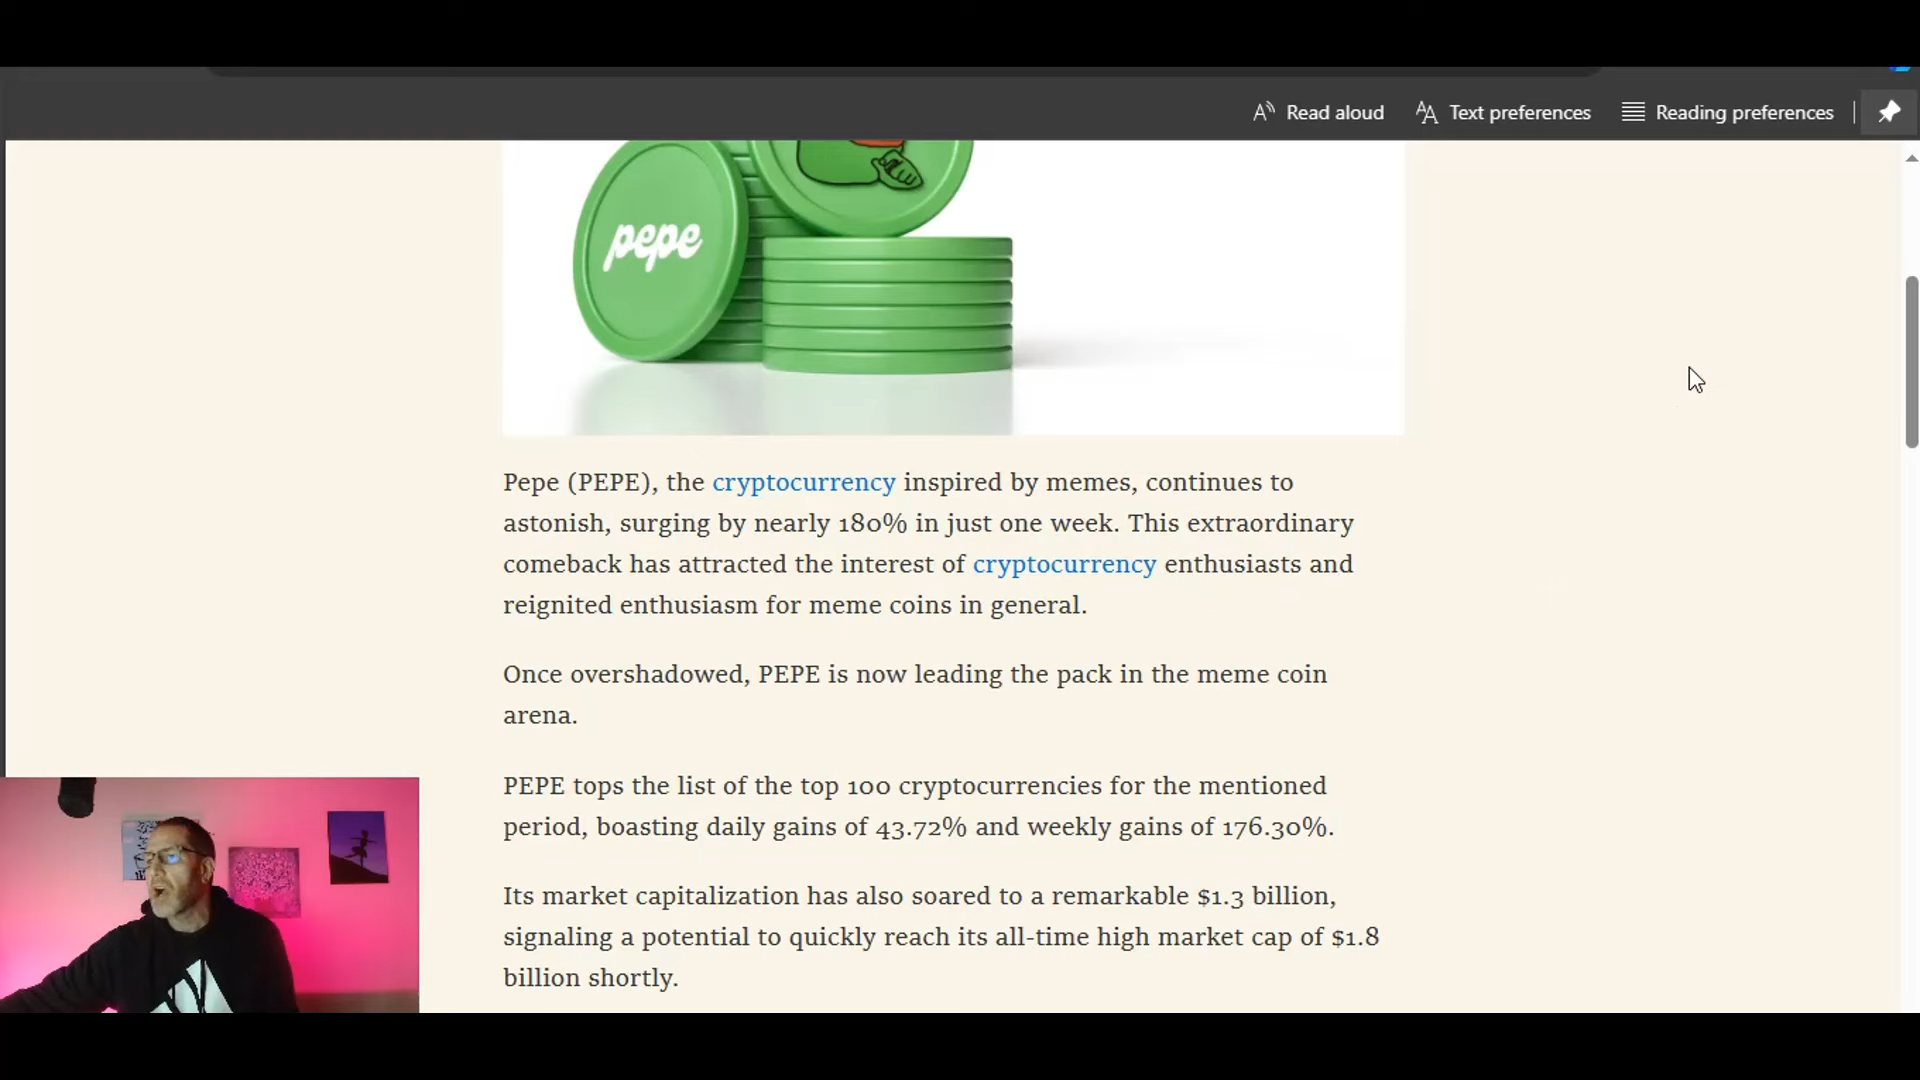 Read aloud
Text preferences
Reading preferences
pepe
Pepe (PEPE), the cryptocurrency inspired by memes, continues to
astonish, surging by nearly 180% in just one week. This extraordinary
comeback has attracted the interest of cryptocurrency enthusiasts and
reignited enthusiasm for meme coins in general.
Once overshadowed, PEPE is now leading the pack in the meme coin
arena.
PEPE tops the list of the top 100 cryptocurrencies for the mentioned
period, boasting daily gains of 43.72% and weekly gains of 176.30%.
Its market capitalization has also soared to a remarkable $1.3 billion,
signaling a potential to quickly reach its all-time high market cap of $1.8
billion shortly.